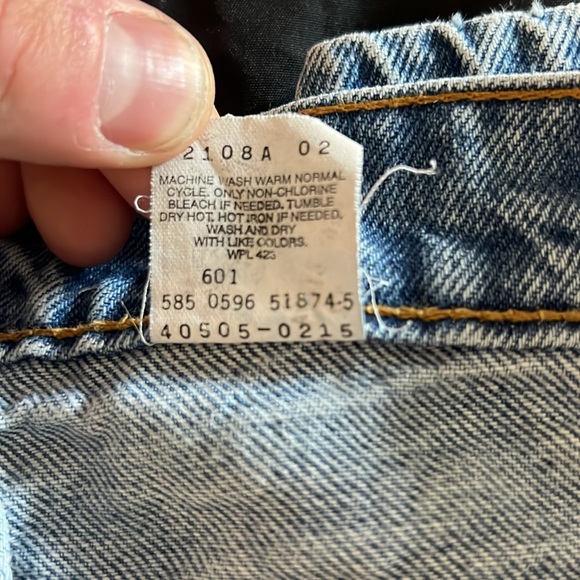 2108A 02
MACHINE WASH WARM NORMAL
CYCLE. ONLY NON-CHLORINE
BLEACH IF NEEDED. TUMBLE
DRY HOT. HOT IRON IF NEEDED.
WASH AND DRY
WITH LIKE COLORS.
WPL 423
601
585 0596 51874-5
40505-0215